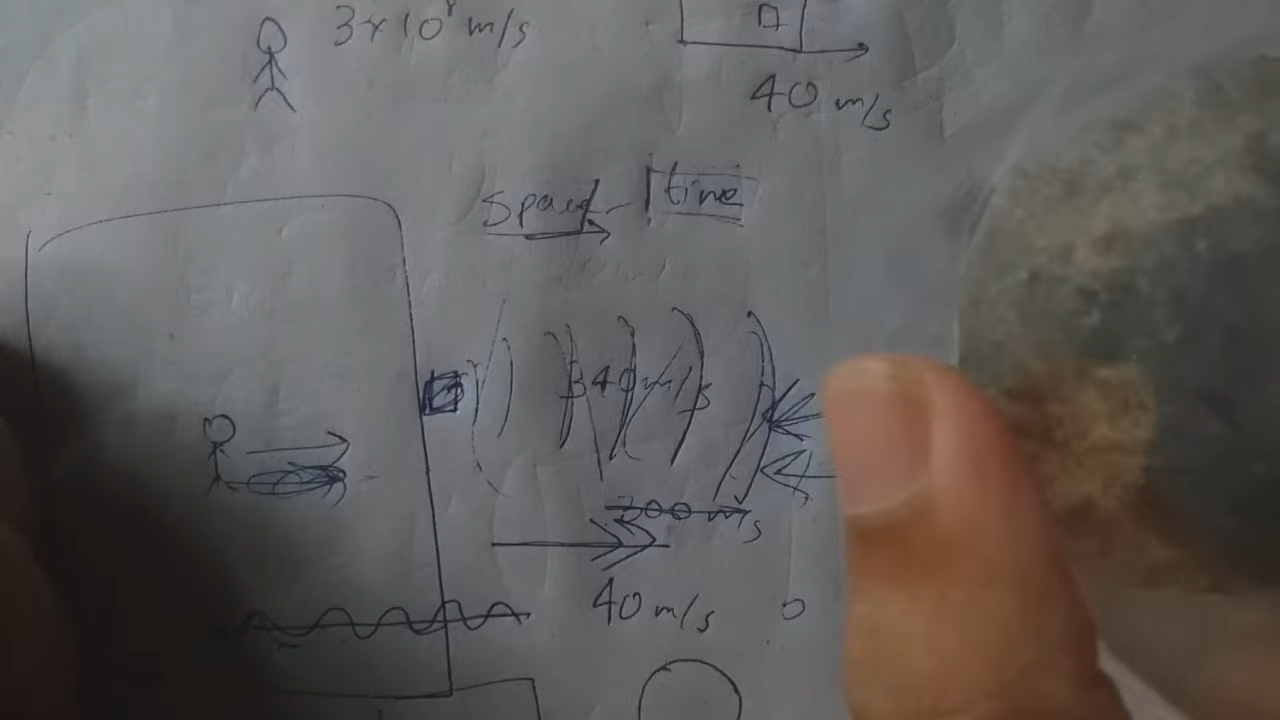 3×10⁸ m/s
40 m/s
Space - time
340 m/s
300 m/s
40 m/s